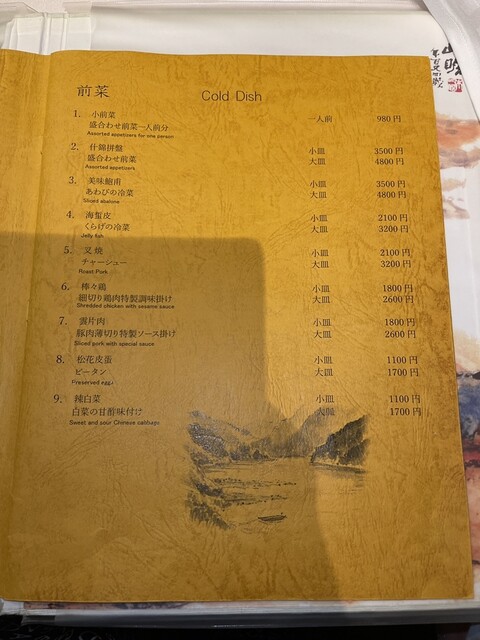 前菜 Cold Dish
1. 小前菜 一人前 980円
盛合わせ前菜一人前分
Assorted appetizers for one person
2. 什錦拼盤 小皿 3500円
盛合わせ前菜 大皿 4800円
Assorted appetizers
3. 美味鮑甫 小皿 3500円
あわびの冷菜 大皿 4800円
Sliced abalone
4. 海蜇皮 小皿 2100円
くらげの冷菜 大皿 3200円
Jelly fish
5. 叉焼 小皿 2100円
チャーシュー 大皿 3200円
Roast Pork
6. 棒々鶏 小皿 1800円
細切り鶏肉特製調味掛け 大皿 2600円
Shredded chicken with sesame sauce
7. 雲片肉 小皿 1800円
豚肉薄切り特製ソース掛け 大皿 2600円
Sliced pork with special sauce
8. 松花皮蛋 小皿 1100円
ピータン 大皿 1700円
Preserved egg
9. 辣白菜 小皿 1100円
白菜の甘酢味付け 大皿 1700円
Sweet and sour Chinese cabbage